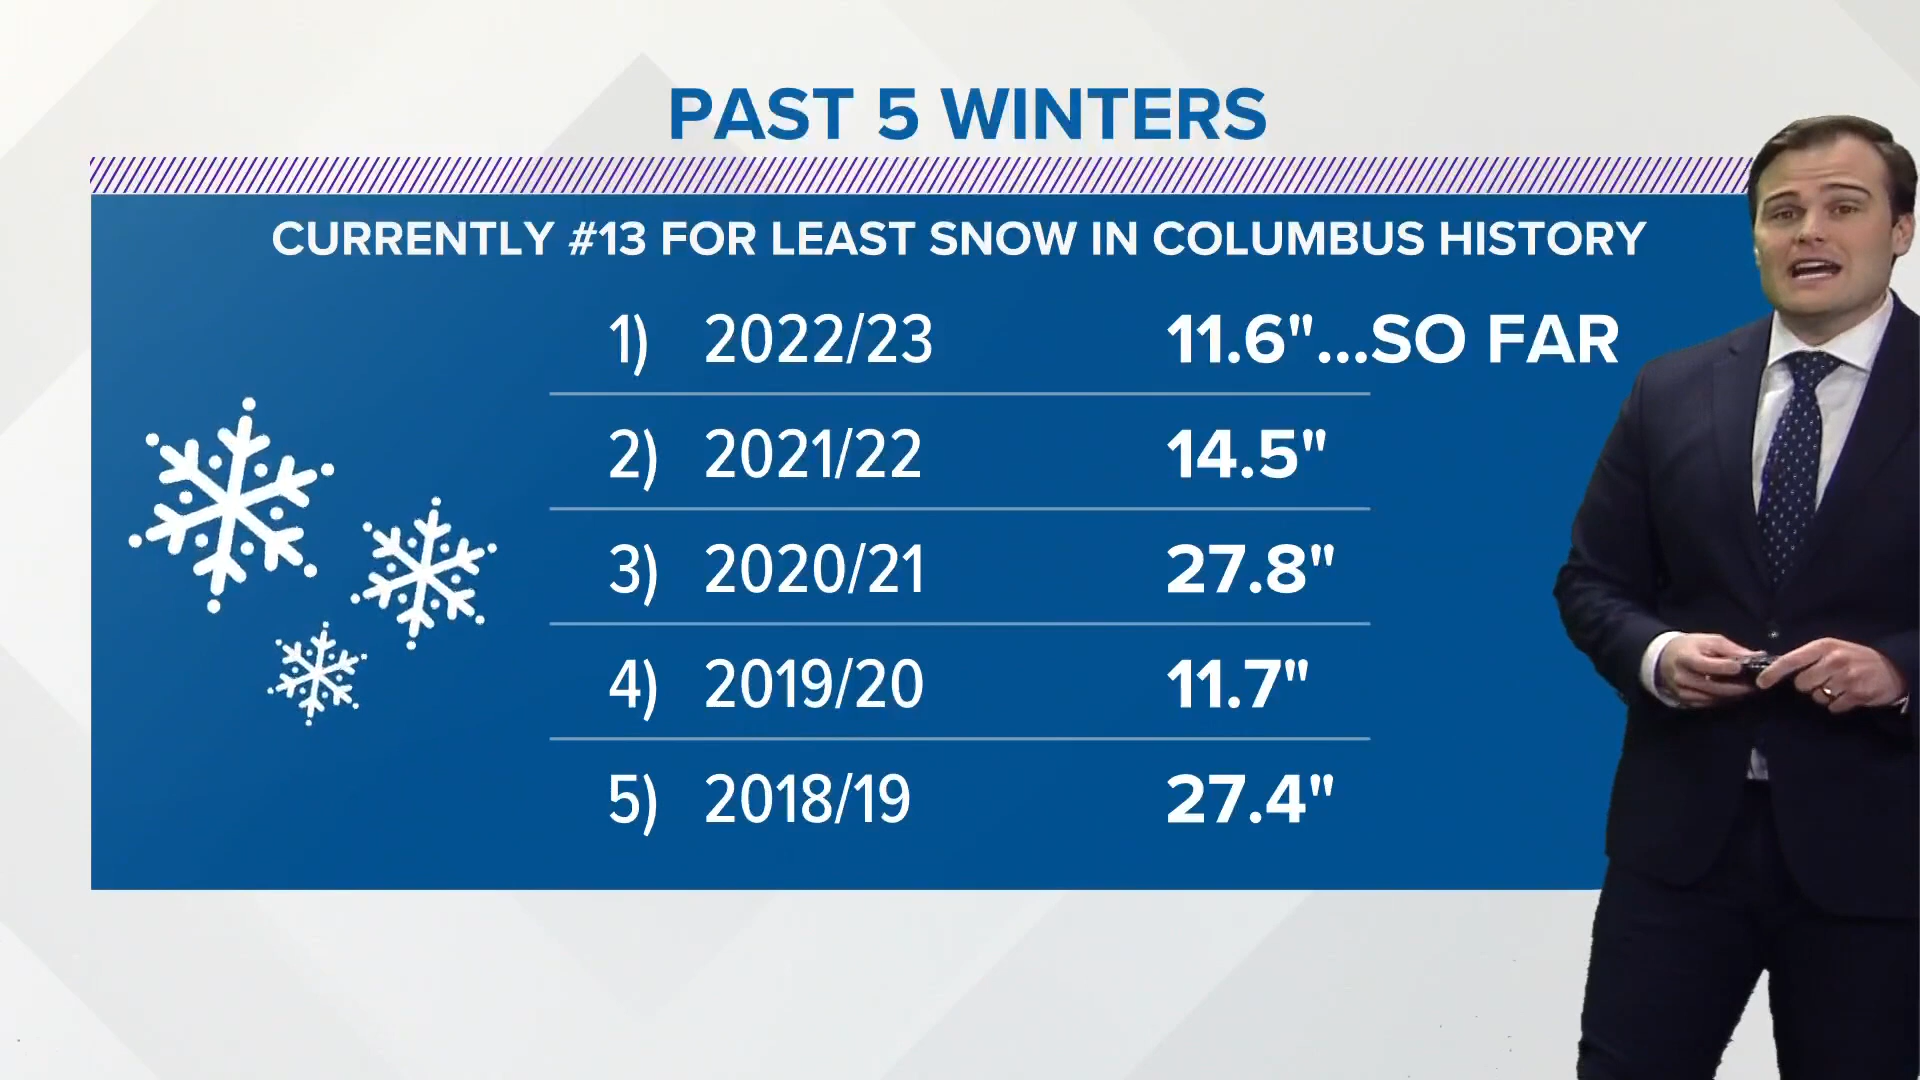 PAST 5 WINTERS
CURRENTLY #13 FOR LEAST SNOW IN COLUMBUS HISTORY
1) 2022/23 11.6"...SO FAR
2) 2021/22 14.5"
3) 2020/21 27.8"
4) 2019/20 11.7"
5) 2018/19 27.4"